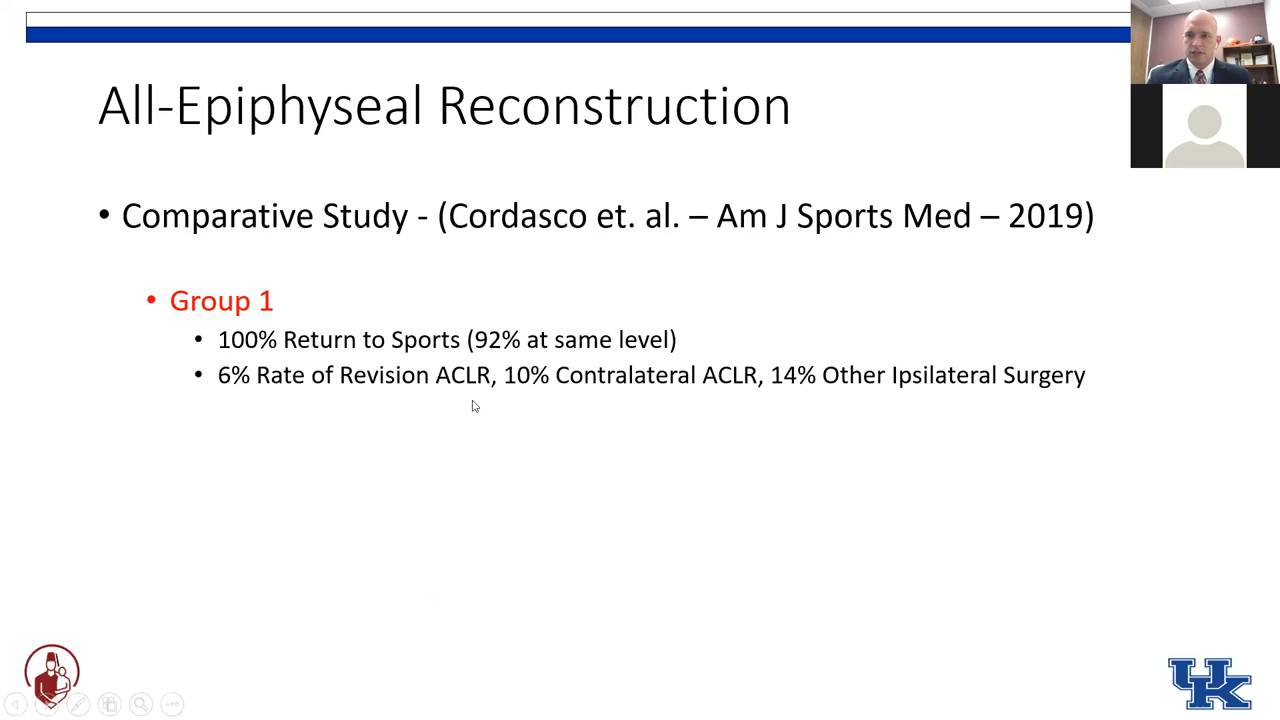 All-Epiphyseal Reconstruction
• Comparative Study - (Cordasco et. al. – Am J Sports Med – 2019)
• Group 1
• 100% Return to Sports (92% at same level)
• 6% Rate of Revision ACLR, 10% Contralateral ACLR, 14% Other Ipsilateral Surgery
UK